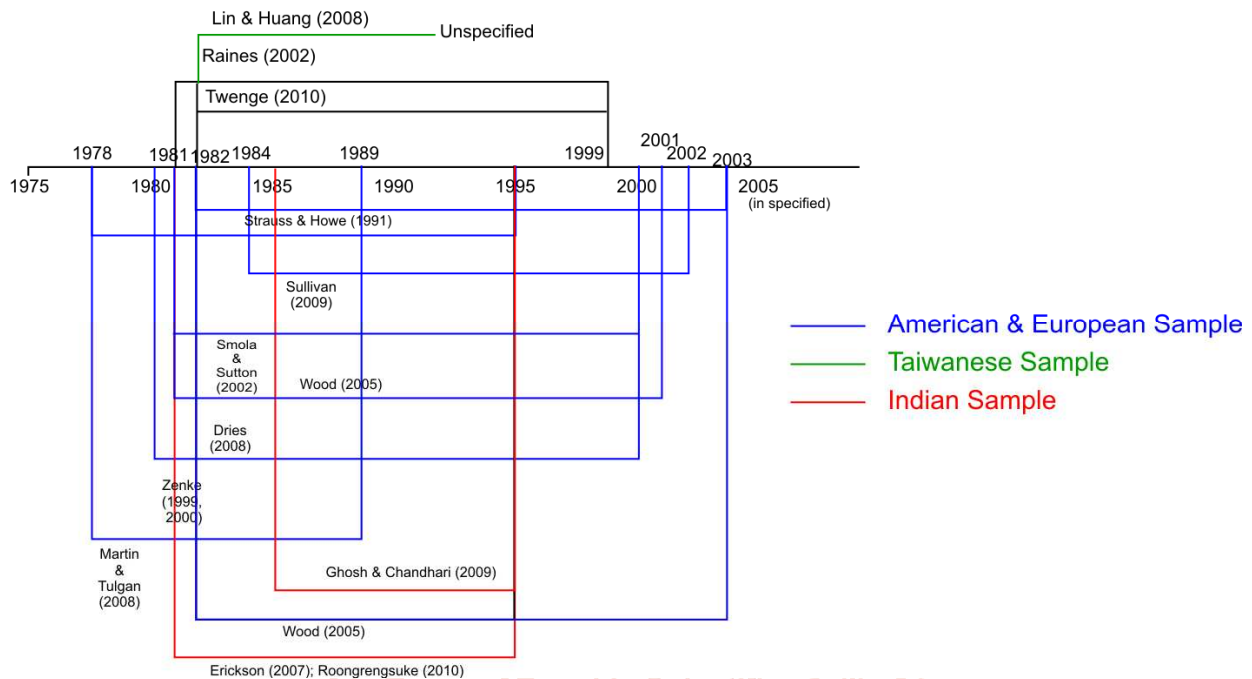 Lin & Huang (2008)
Unspecified
Raines (2002)
Twenge (2010)
1978
1981
1982
1984
1989
1999
2001
2002
2003
1975
1980
1985
1990
1995
2000
2005
(in specified)
Strauss & Howe (1991)
Sullivan
(2009)
Smola
&
Sutton
(2002)
Wood (2005)
Dries
(2008)
Zenke
(1999,
2000)
Martin
&
Tulgan
(2008)
Ghosh & Chandhari (2009)
Wood (2005)
Erickson (2007); Roongrengsuke (2010)
American & European Sample
Taiwanese Sample
Indian Sample